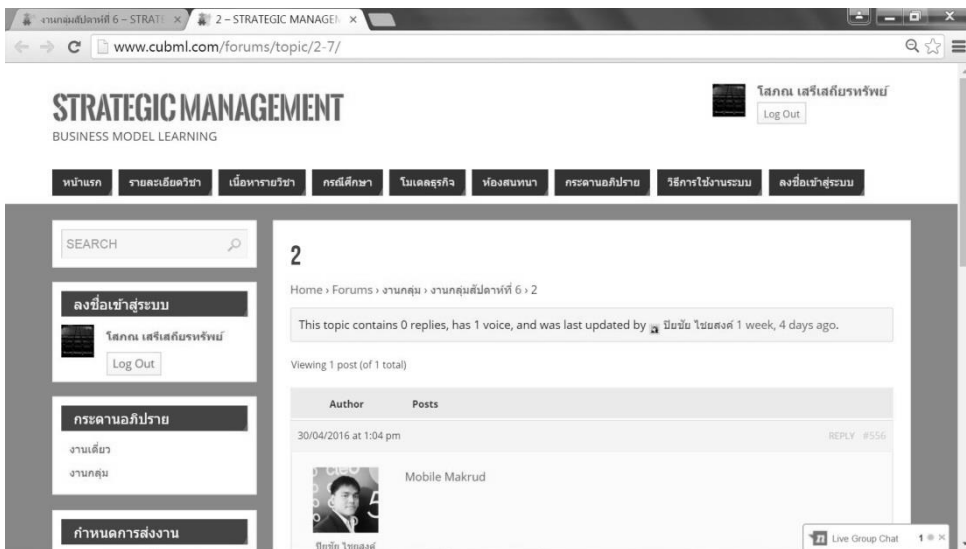 งานกลุ่มสัปดาห์ที่ 6 – STRATE
2 – STRATEGIC MANAGEM
www.cubml.com/forums/topic/2-7/
STRATEGIC MANAGEMENT
BUSINESS MODEL LEARNING
โสภณ เสรีเสถียรทรัพย์
Log Out
หน้าแรก
รายละเอียดวิชา
เนื้อหารายวิชา
กรณีศึกษา
โมเดลธุรกิจ
ห้องสนทนา
กระดานอภิปราย
วิธีการใช้งานระบบ
ลงชื่อเข้าสู่ระบบ
SEARCH
ลงชื่อเข้าสู่ระบบ
โสภณ เสรีเสถียรทรัพย์
Log Out
กระดานอภิปราย
งานเดี่ยว
งานกลุ่ม
กำหนดการส่งงาน
2
Home › Forums › งานกลุ่ม › งานกลุ่มสัปดาห์ที่ 6 › 2
This topic contains 0 replies, has 1 voice, and was last updated by ปิยชัย ไชยสงค์ 1 week, 4 days ago.
Viewing 1 post (of 1 total)
Author Posts
30/04/2016 at 1:04 pm REPLY #556
Mobile Makrud
ปิยชัย ไชยสงค์
Live Group Chat 1